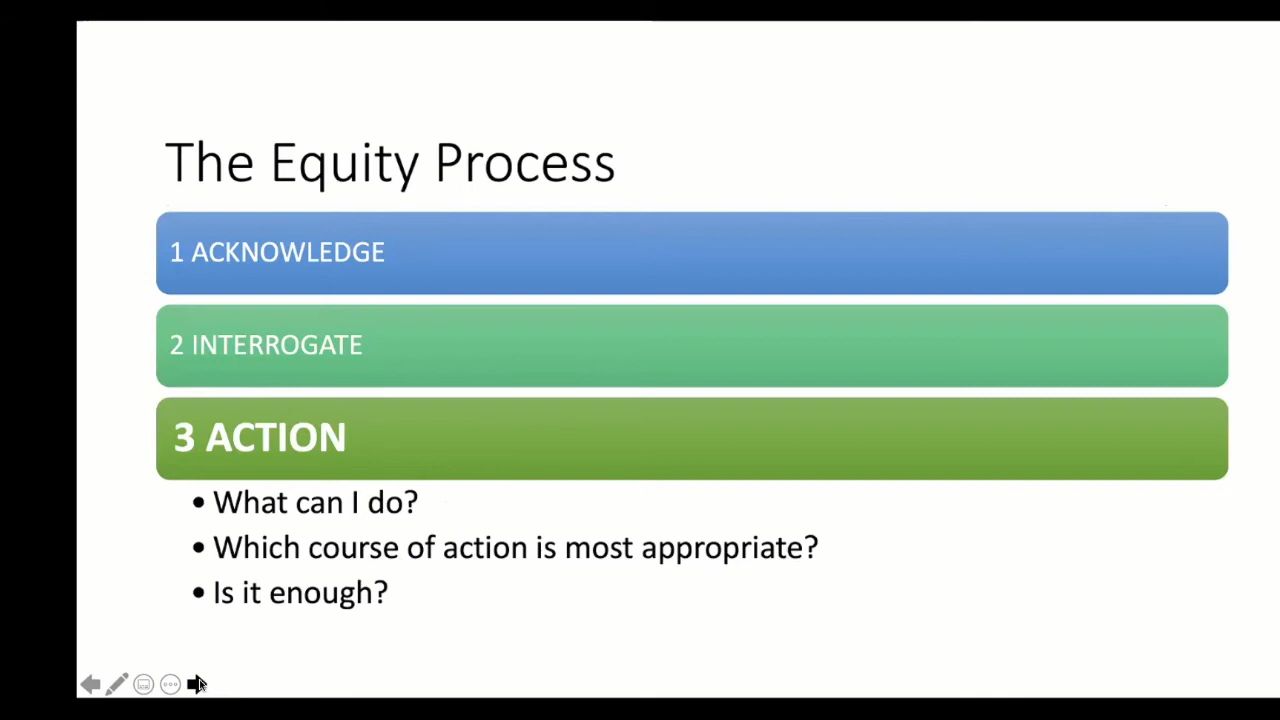 The Equity Process
1 ACKNOWLEDGE
2 INTERROGATE
3 ACTION
• What can I do?
• Which course of action is most appropriate?
• Is it enough?